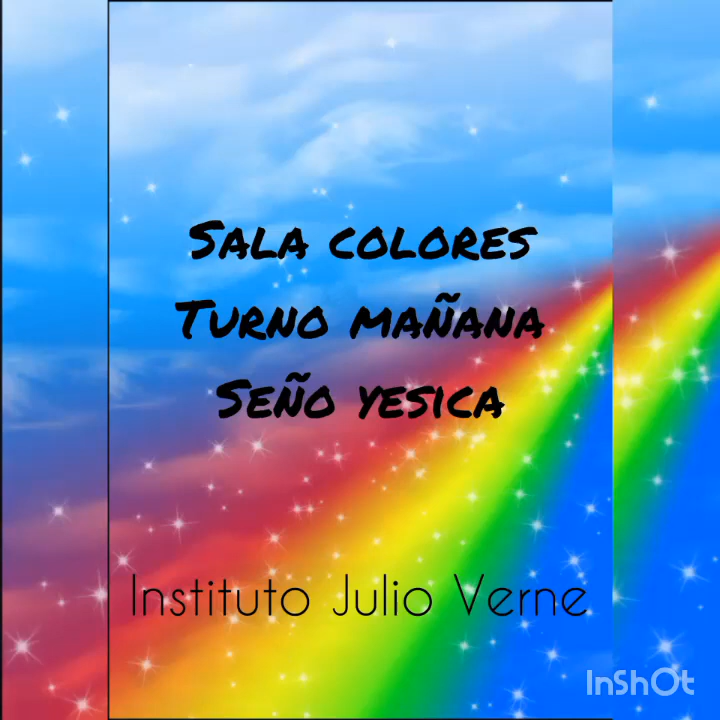 Sala colores
Turno mañana
Seño yesica
Instituto Julio Verne
InShOt